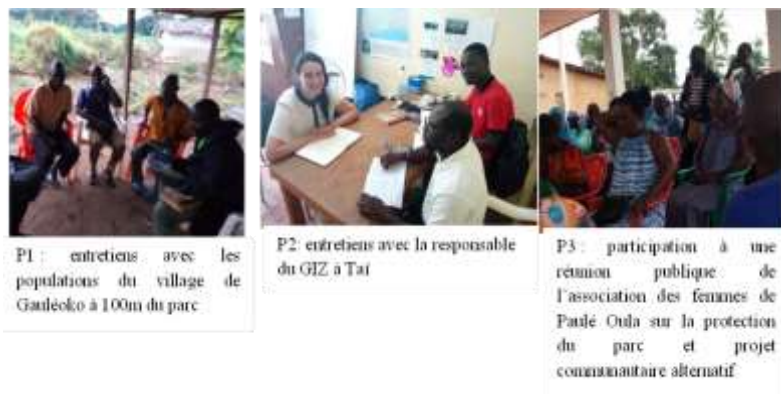 P1 : entretiens avec les
populations du village de
Gauléoko à 100m du parc
P2: entretiens avec la responsable
du GIZ à Taï
P3 : participation à une
réunion publique de
l'association des femmes de
Paulé Oula sur la protection
du parc et projet
communautaire alternatif